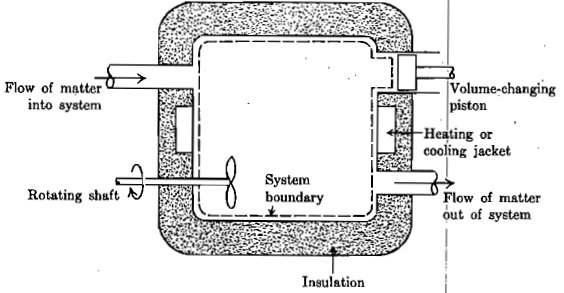 Flow of matter
into system
Volume-changing
piston
Heating or
cooling jacket
Rotating shaft
System
boundary
Flow of matter
out of system
Insulation